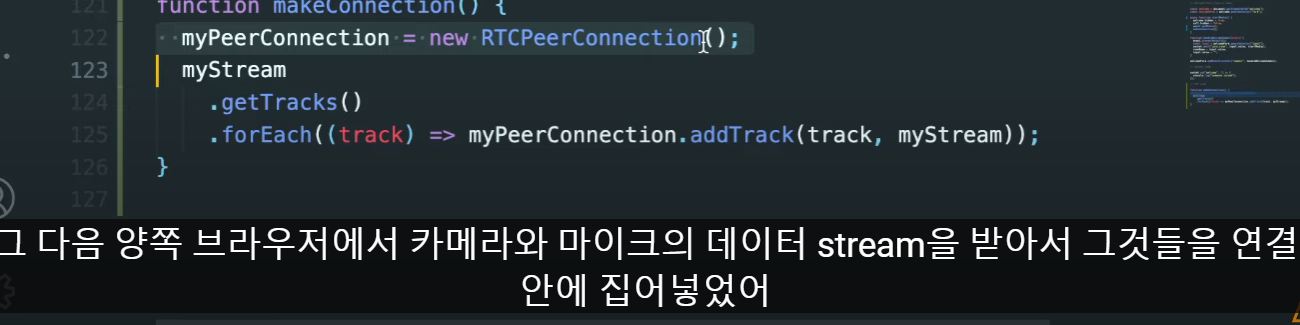 121 function makeConnection() {
122 myPeerConnection = new RTCPeerConnection();
123 myStream
124 .getTracks()
125 .forEach((track) => myPeerConnection.addTrack(track, myStream));
126 }
127
그 다음 양쪽 브라우저에서 카메라와 마이크의 데이터 stream을 받아서 그것들을 연결
안에 집어넣었어